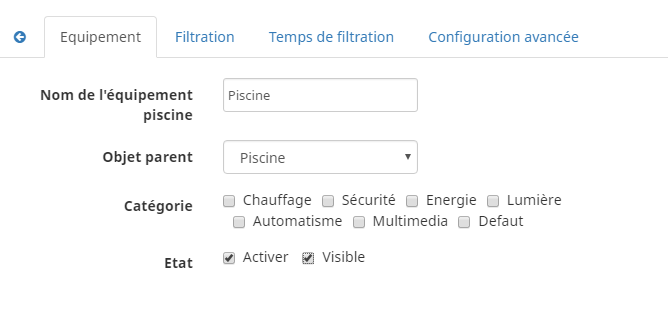 Equipement Filtration Temps de filtration Configuration avancée
Nom de l'équipement piscine
Piscine
Objet parent
Piscine
Catégorie
Chauffage Sécurité Energie Lumière
Automatisme Multimedia Defaut
Etat
Activer Visible